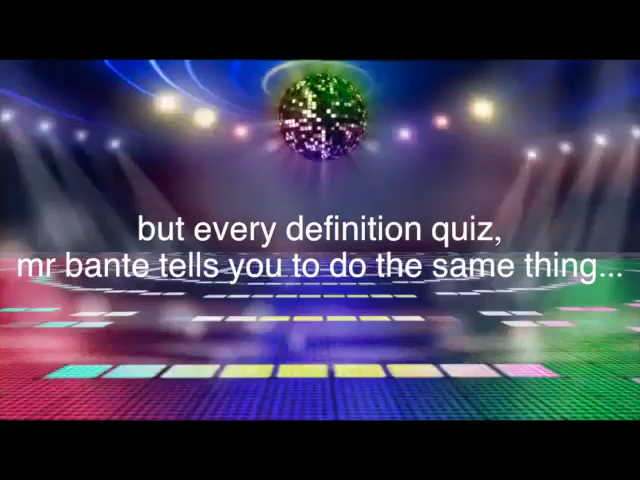 but every definition quiz,
mr bante tells you to do the same thing...